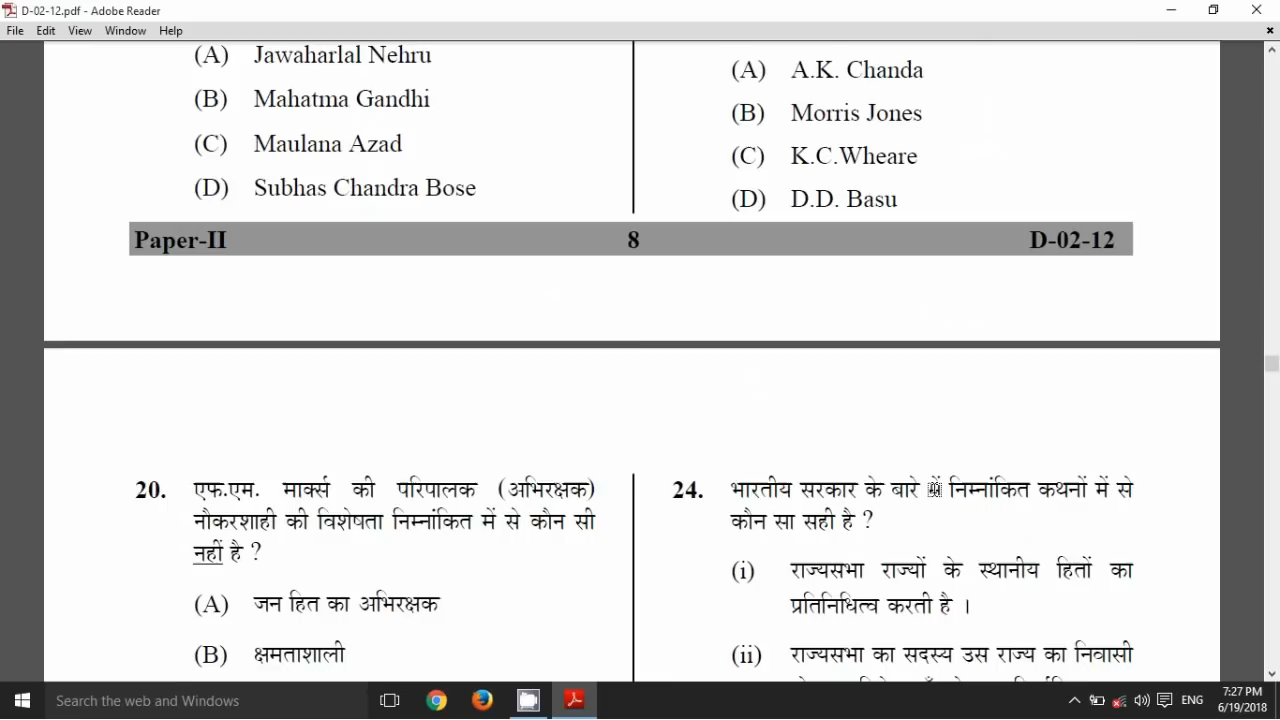 D-02-12.pdf - Adobe Reader
File Edit View Window Help
(A) Jawaharlal Nehru
(B) Mahatma Gandhi
(C) Maulana Azad
(D) Subhas Chandra Bose
(A) A.K. Chanda
(B) Morris Jones
(C) K.C.Wheare
(D) D.D. Basu
Paper-II 8 D-02-12
20. एफ.एम. मार्क्स की परिपालक (अभिरक्षक)
नौकरशाही की विशेषता निम्नांकित में से कौन सी
नहीं है ?
(A) जन हित का अभिरक्षक
(B) क्षमताशाली
24. भारतीय सरकार के बारे में निम्नांकित कथनों में से
कौन सा सही है ?
(i) राज्यसभा राज्यों के स्थानीय हितों का
प्रतिनिधित्व करती है ।
(ii) राज्यसभा का सदस्य उस राज्य का निवासी
Search the web and Windows
ENG
7:27 PM
6/19/2018